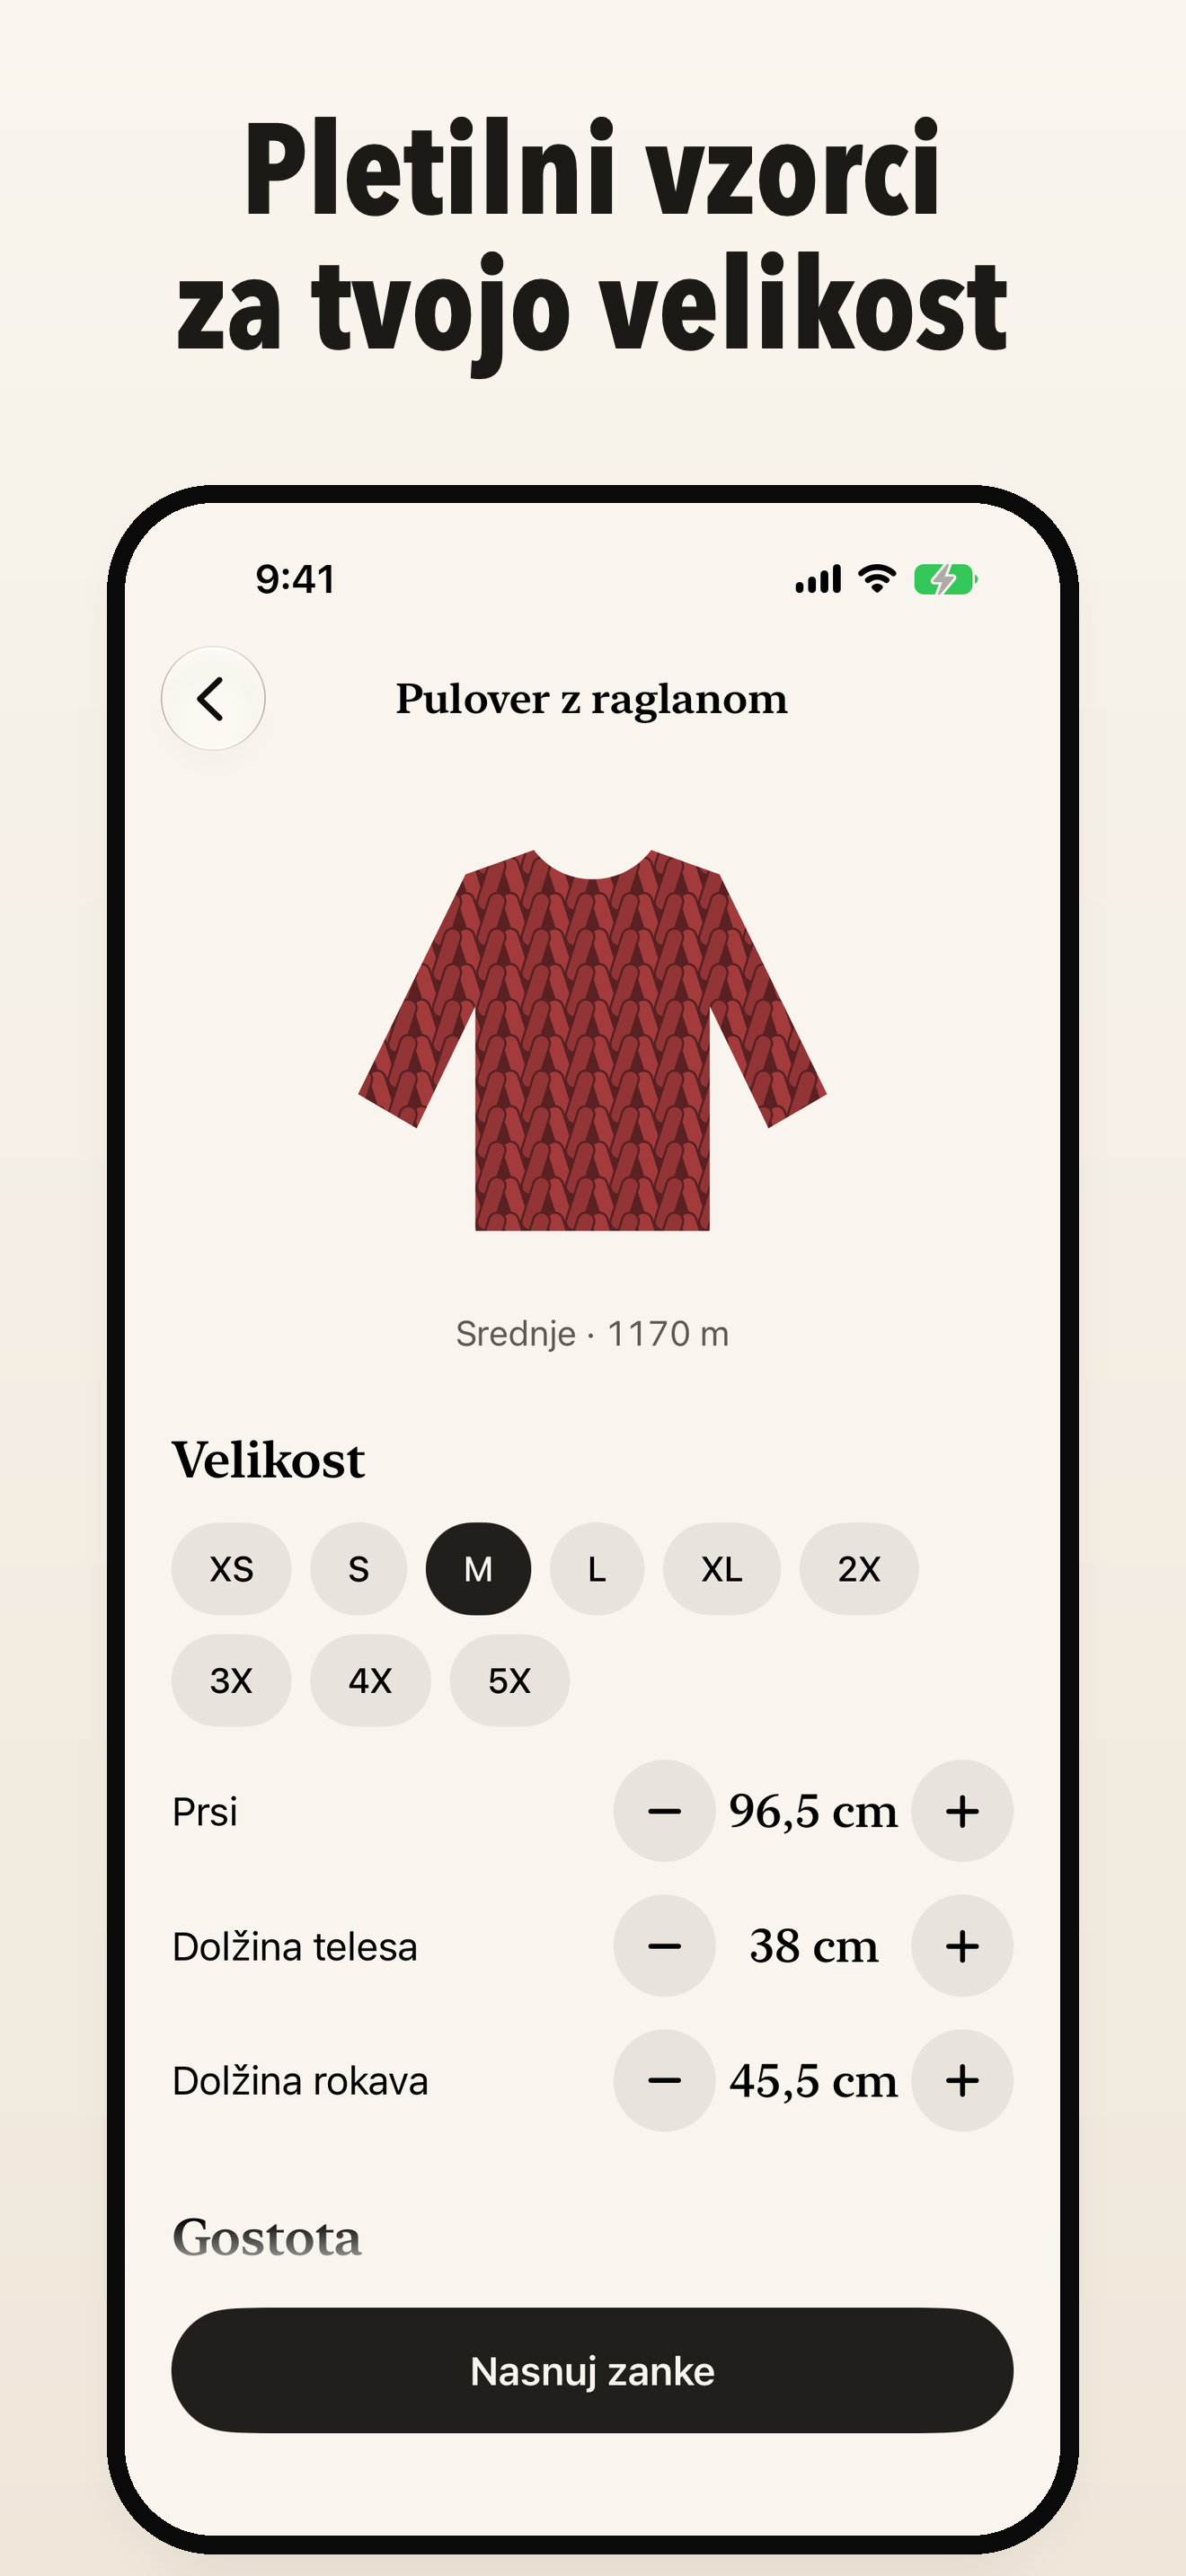 Pletilni vzorci
za tvojo velikost
9:41
Pulover z raglanom
Srednje · 1170 m
Velikost
XS S M L XL 2X
3X 4X 5X
Prsi − 96,5 cm +
Dolžina telesa − 38 cm +
Dolžina rokava − 45,5 cm +
Gostota
Nasnuj zanke